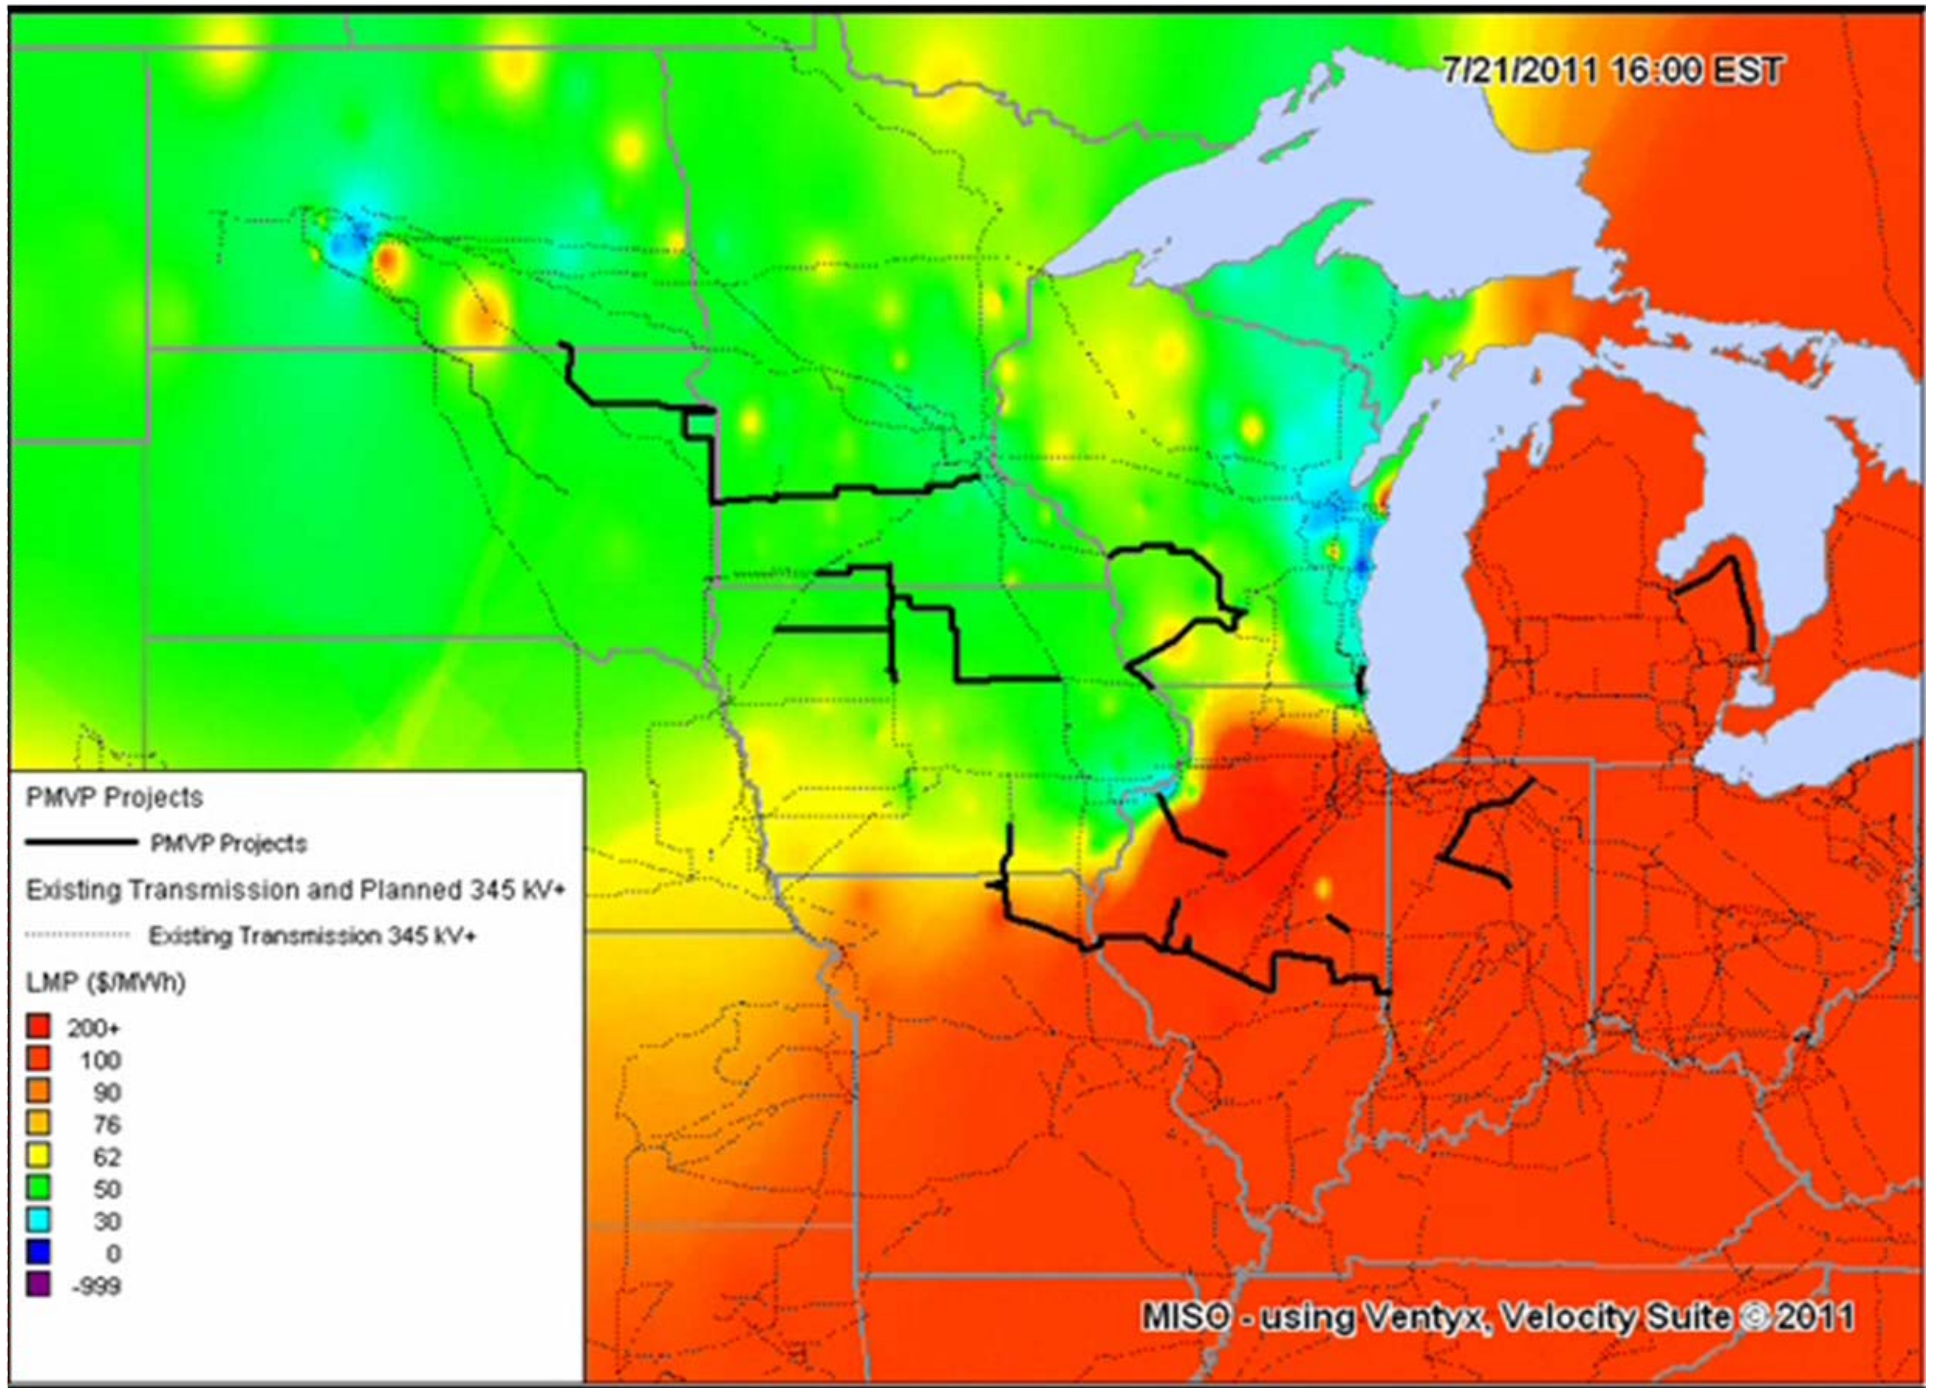 7/21/2011 16:00 EST
PMVP Projects
PMVP Projects
Existing Transmission and Planned 345 kV+
Existing Transmission 345 kV+
LMP ($/MWh)
200+
100
90
76
62
50
30
0
-999
MISO - using Ventyx, Velocity Suite © 2011